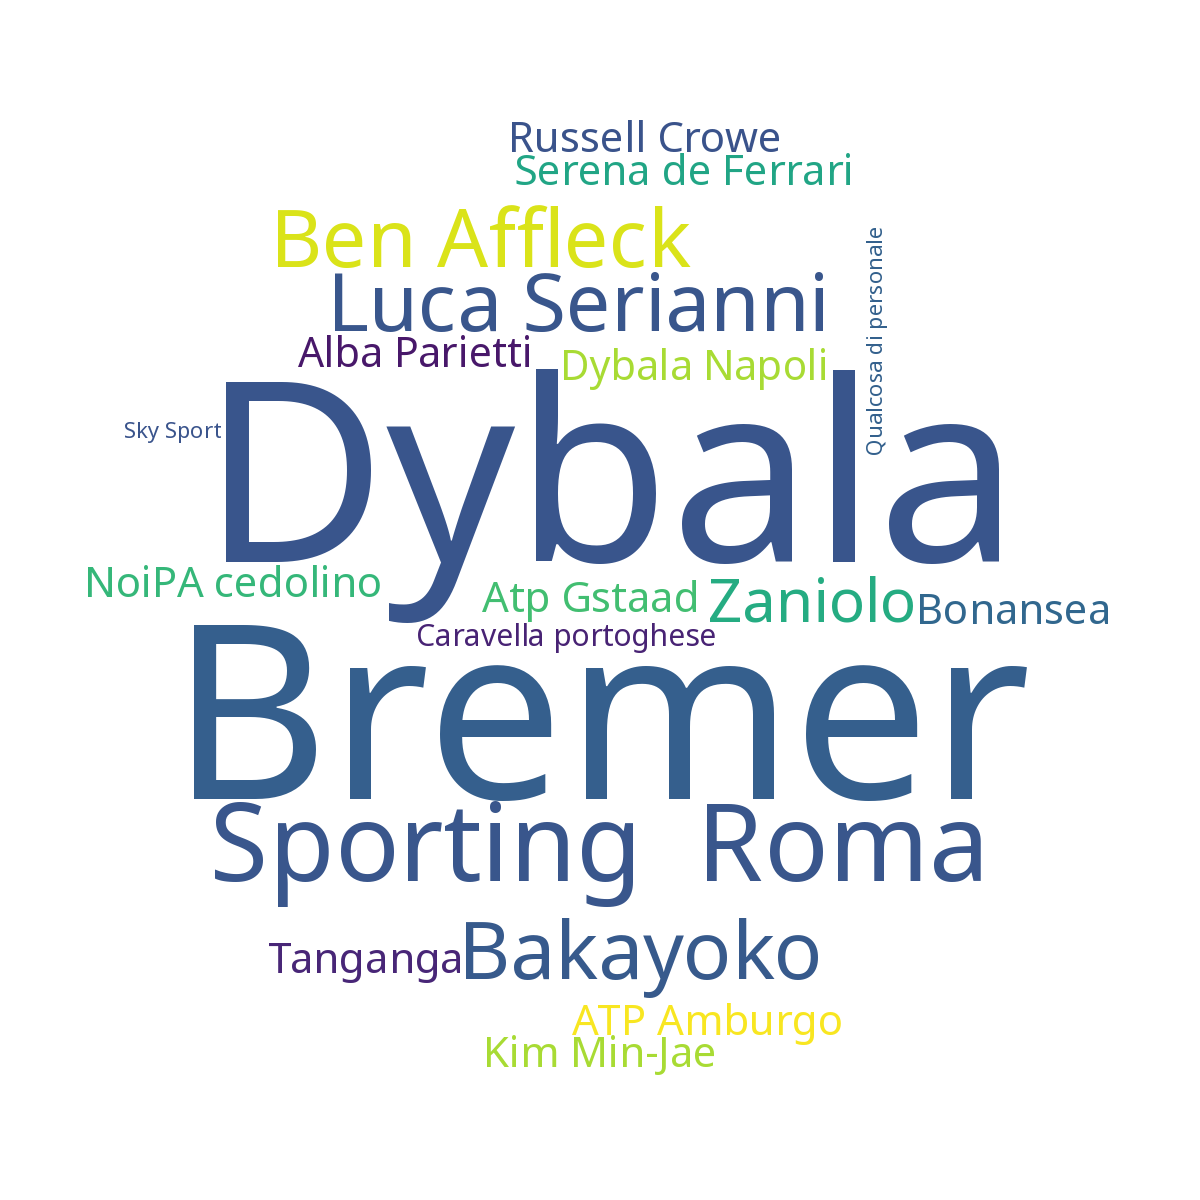 Russell Crowe
Serena de Ferrari
Ben Affleck
Luca Serianni
Qualcosa di personale
Alba Parietti
Dybala Napoli
Dybala
Sky Sport
NoiPA cedolino
Atp Gstaad
Zaniolo
Bonansea
Caravella portoghese
Bremer
Sporting  Roma
Bakayoko
Tanganga
ATP Amburgo
Kim Min-Jae